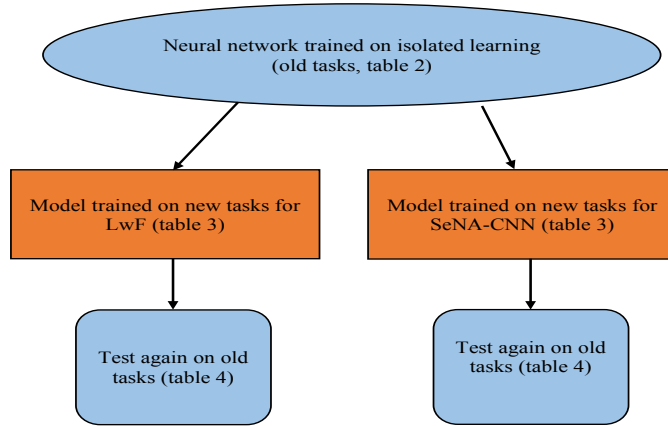 Neural network trained on isolated learning
(old tasks, table 2)
Model trained on new tasks for
LwF (table 3)
Model trained on new tasks for
SeNA-CNN (table 3)
Test again on old
tasks (table 4)
Test again on old
tasks (table 4)